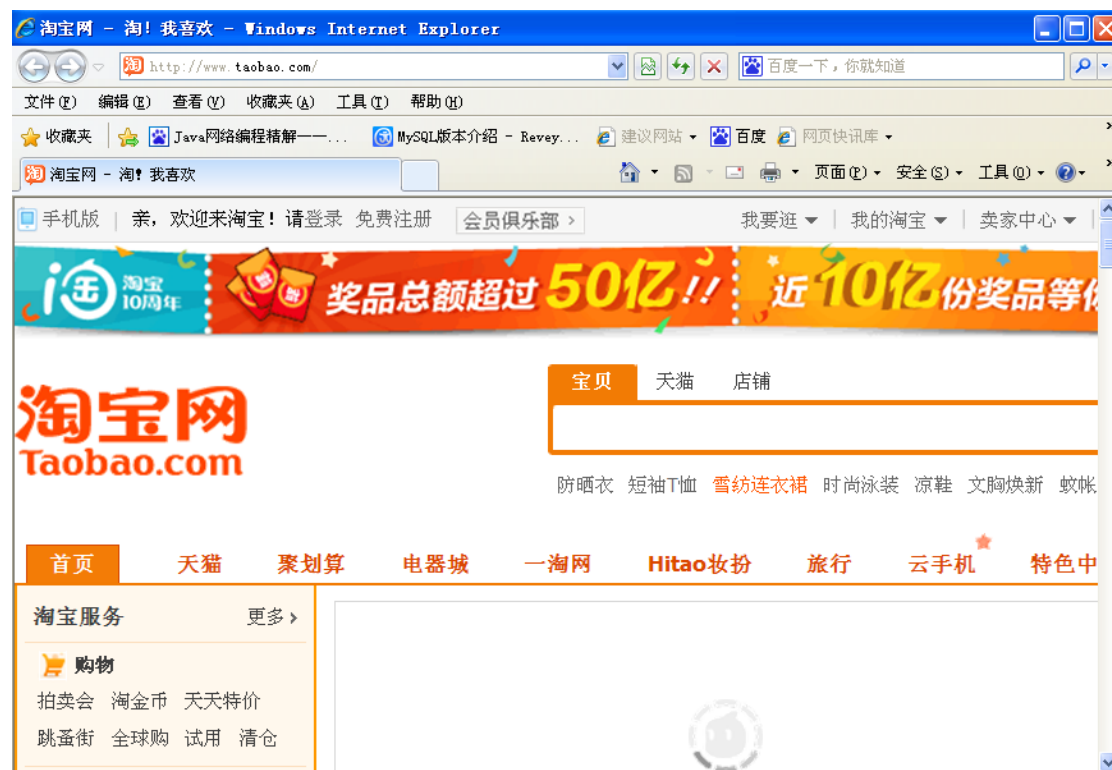 淘宝网 - 淘! 我喜欢 - Windows Internet Explorer
http://www.taobao.com/ 百度一下，你就知道
文件(F) 编辑(E) 查看(V) 收藏夹(A) 工具(T) 帮助(H)
收藏夹 Java网络编程精解——... MySQL版本介绍 - Revey... 建议网站 百度 网页快讯库
淘宝网 - 淘! 我喜欢 页面(P) 安全(S) 工具(O)
手机版 | 亲，欢迎来淘宝！请登录 免费注册 会员俱乐部 > 我要逛 | 我的淘宝 | 卖家中心 |
i淘 淘宝10周年 奖品总额超过50亿!! 近10亿份奖品等你
淘宝网
Taobao.com
宝贝 天猫 店铺
防晒衣 短袖T恤 雪纺连衣裙 时尚泳装 凉鞋 文胸焕新 蚊帐
首页 天猫 聚划算 电器城 一淘网 Hitao妆扮 旅行 云手机 特色中
淘宝服务 更多 >
购物
拍卖会 淘金币 天天特价
跳蚤街 全球购 试用 清仓